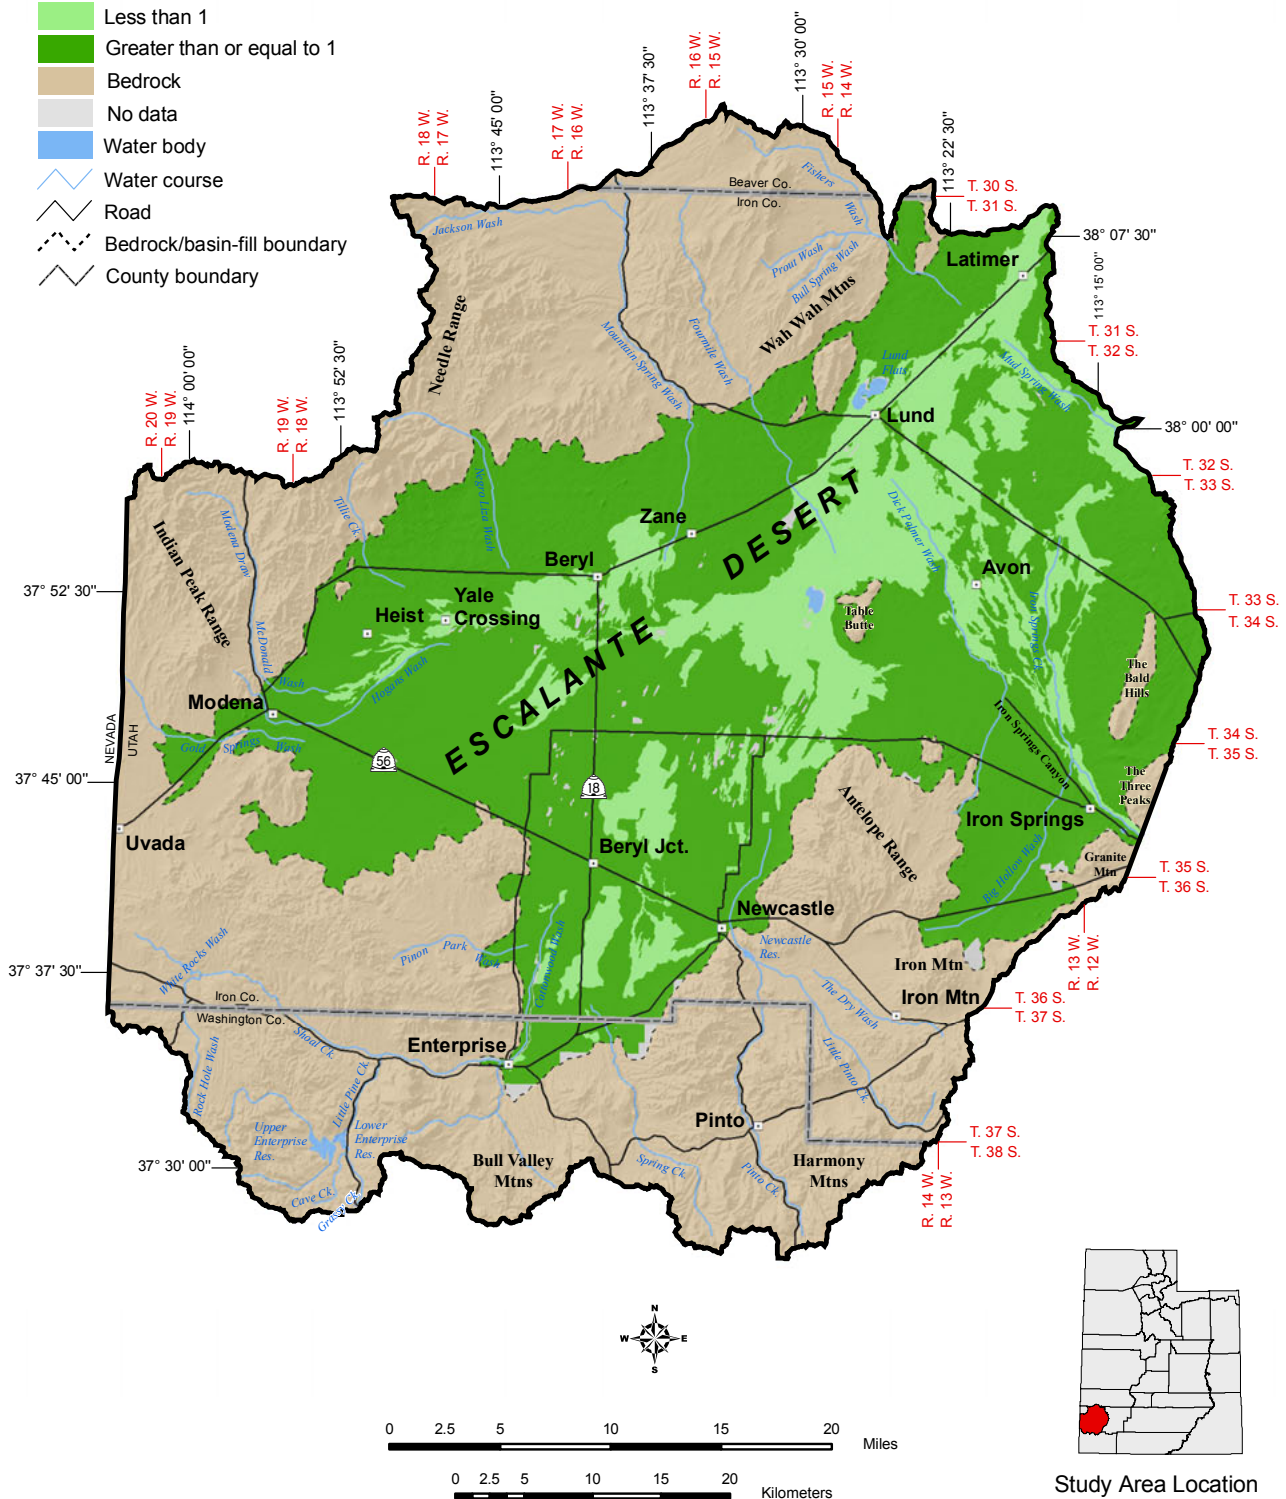 Less than 1
Greater than or equal to 1
Bedrock
No data
Water body
Water course
Road
Bedrock/basin-fill boundary
County boundary
R. 18 W.
R. 17 W.
113° 45' 00"
R. 17 W.
R. 16 W.
113° 37' 30"
R. 16 W.
R. 15 W.
113° 30' 00"
R. 15 W.
R. 14 W.
113° 22' 30"
T. 30 S.
T. 31 S.
38° 07' 30"
113° 15' 00"
T. 31 S.
T. 32 S.
38° 00' 00"
T. 32 S.
T. 33 S.
T. 33 S.
T. 34 S.
T. 34 S.
T. 35 S.
T. 35 S.
T. 36 S.
R. 13 W.
R. 12 W.
T. 36 S.
T. 37 S.
T. 37 S.
T. 38 S.
R. 14 W.
R. 13 W.
R. 20 W.
R. 19 W.
114° 00' 00"
R. 19 W.
R. 18 W.
113° 52' 30"
37° 52' 30"
37° 45' 00"
37° 37' 30"
37° 30' 00"
NEVADA
UTAH
Beaver Co.
Iron Co.
Fishers
Wash
Jackson Wash
Prout Wash
Bull Spring Wash
Wah Wah Mtns
Latimer
Needle Range
Mountain Spring Wash
Fourmile Wash
Lund
Flats
Mud Spring Wash
Lund
Negro Liza Wash
Tillie Ck.
Modena Draw
Indian Peak Range
Zane
DESERT
Dick Palmer Wash
Beryl
Avon
Iron Springs Ck.
Heist
Yale
Crossing
Table
Butte
ESCALANTE
McDonald
Wash
Hogans Wash
The
Bald
Hills
Modena
Gold Springs Wash
56
18
Iron Springs Canyon
The
Three
Peaks
Antelope Range
Uvada
Iron Springs
Beryl Jct.
Granite
Mtn
Big Hollow Wash
Newcastle
Newcastle
Res.
Cottonwood Wash
Pinon Park Wash
White Rocks Wash
Iron Mtn
Iron Mtn
The Dry Wash
Iron Co.
Washington Co.
Shoal Ck.
Enterprise
Little Pinto Ck.
Rock Hole Wash
Little Pine Ck.
Upper
Enterprise
Res.
Lower
Enterprise
Res.
Pinto
Bull Valley
Mtns
Spring Ck.
Pinto Ck.
Harmony
Mtns
Cave Ck.
Grassy Ck.
N
W E
S
0 2.5 5 10 15 20
Miles
0 2.5 5 10 15 20
Kilometers
Study Area Location